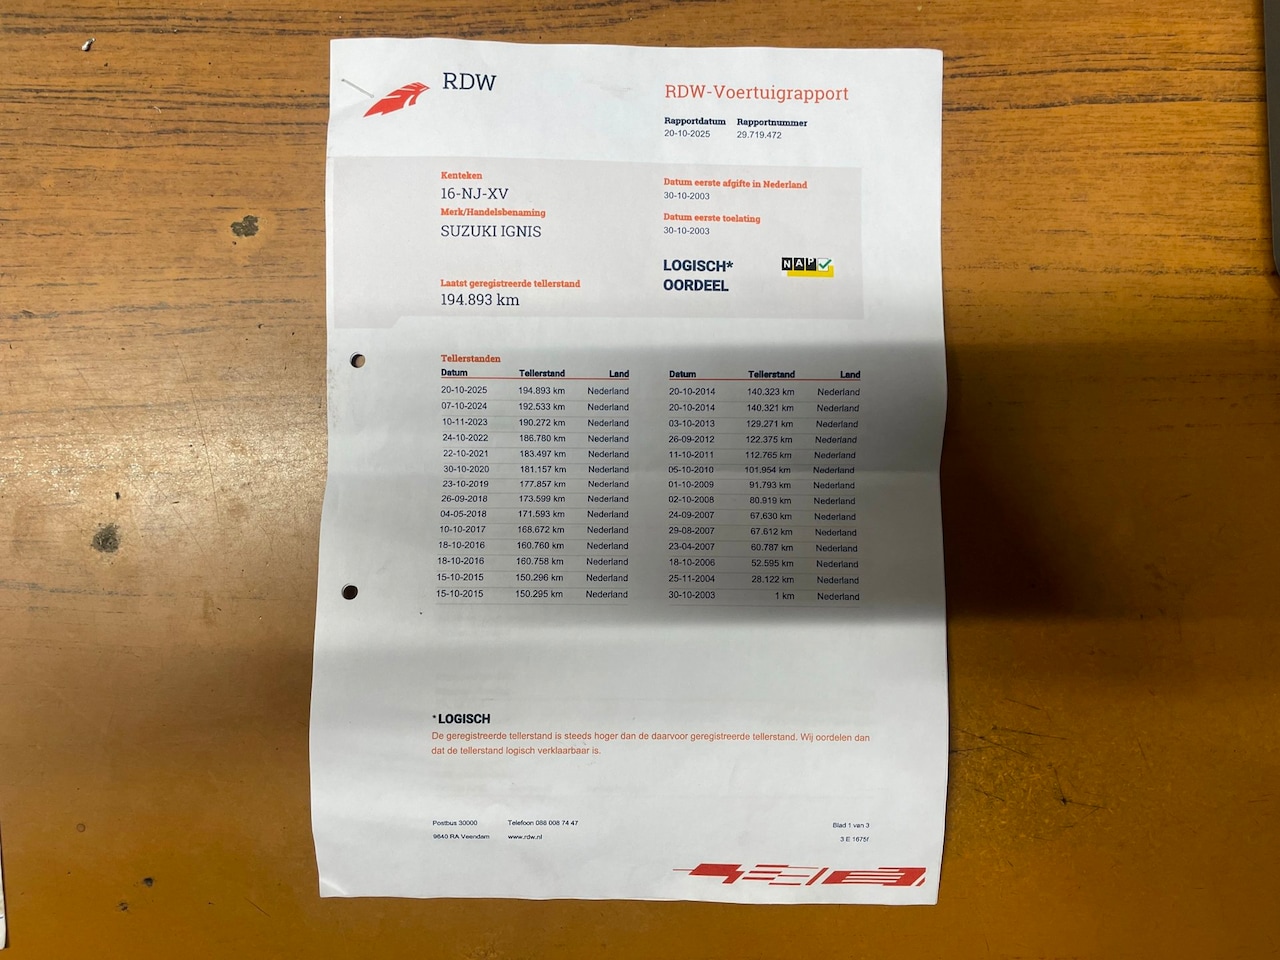 RDW
RDW-Voertuigrapport
Rapportdatum Rapportnummer
20-10-2025 29.719.472
Kenteken
16-NJ-XV
Merk/Handelsbenaming
SUZUKI IGNIS
Laatst geregistreerde tellerstand
194.893 km
Datum eerste afgifte in Nederland
30-10-2003
Datum eerste toelating
30-10-2003
LOGISCH*
OORDEEL
NAP
Tellerstanden
Datum Tellerstand Land
20-10-2025 194.893 km Nederland
07-10-2024 192.533 km Nederland
10-11-2023 190.272 km Nederland
24-10-2022 186.780 km Nederland
22-10-2021 183.497 km Nederland
30-10-2020 181.157 km Nederland
23-10-2019 177.857 km Nederland
26-09-2018 173.599 km Nederland
04-05-2018 171.593 km Nederland
10-10-2017 168.672 km Nederland
18-10-2016 160.760 km Nederland
18-10-2016 160.758 km Nederland
15-10-2015 150.296 km Nederland
15-10-2015 150.295 km Nederland
Datum Tellerstand Land
20-10-2014 140.323 km Nederland
20-10-2014 140.321 km Nederland
03-10-2013 129.271 km Nederland
26-09-2012 122.375 km Nederland
11-10-2011 112.765 km Nederland
05-10-2010 101.954 km Nederland
01-10-2009 91.793 km Nederland
02-10-2008 80.919 km Nederland
24-09-2007 67.630 km Nederland
29-08-2007 67.612 km Nederland
23-04-2007 60.787 km Nederland
18-10-2006 52.595 km Nederland
25-11-2004 28.122 km Nederland
30-10-2003 1 km Nederland
*LOGISCH
De geregistreerde tellerstand is steeds hoger dan de daarvoor geregistreerde tellerstand. Wij oordelen dan
dat de tellerstand logisch verklaarbaar is.
Postbus 30000 Telefoon 088 008 74 47
9640 RA Veendam www.rdw.nl
Blad 1 van 3
3 E 1675f